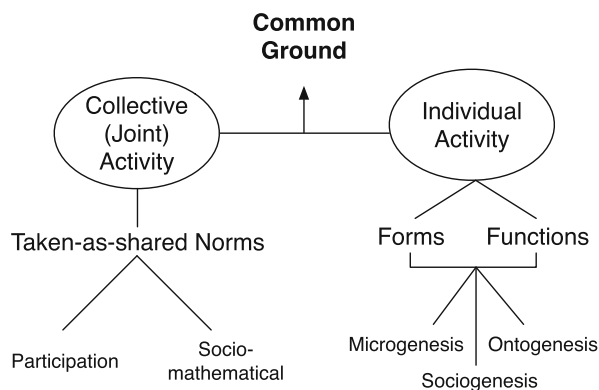 Common
Ground
Collective
(Joint)
Activity
Individual
Activity
Taken-as-shared Norms
Forms
Functions
Participation
Socio-
mathematical
Microgenesis
Ontogenesis
Sociogenesis